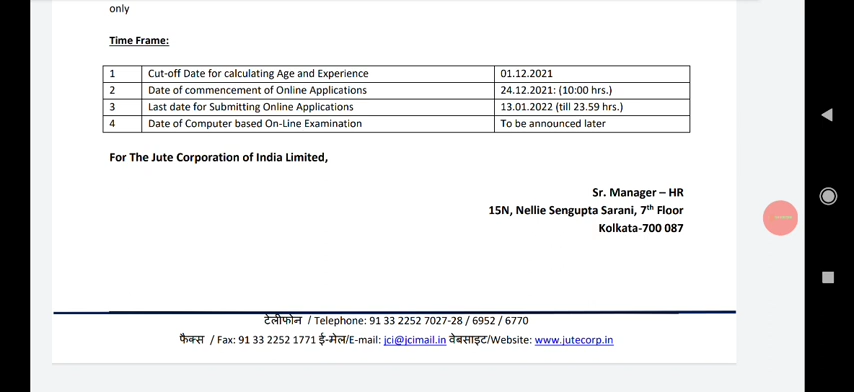 only
Time Frame:
1 Cut-off Date for calculating Age and Experience 01.12.2021
2 Date of commencement of Online Applications 24.12.2021: (10:00 hrs.)
3 Last date for Submitting Online Applications 13.01.2022 (till 23.59 hrs.)
4 Date of Computer based On-Line Examination To be announced later
For The Jute Corporation of India Limited,
Sr. Manager – HR
15N, Nellie Sengupta Sarani, 7th Floor
Kolkata-700 087
टेलीफोन / Telephone: 91 33 2252 7027-28 / 6952 / 6770
फैक्स / Fax: 91 33 2252 1771 ई-मेल/E-mail: jci@jcimail.in वेबसाइट/Website: www.jutecorp.in